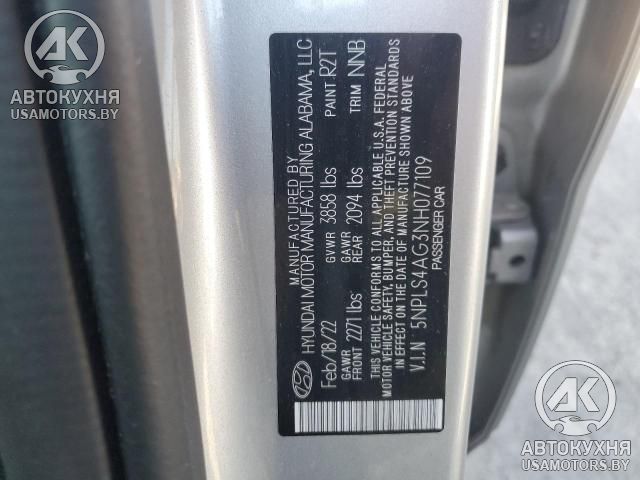 MANUFACTURED BY
HYUNDAI MOTOR MANUFACTURING ALABAMA, LLC
Feb/18/22 GVWR 3858 lbs PAINT R2T
GAWR FRONT 2271 lbs GAWR REAR 2094 lbs TRIM NNB
THIS VEHICLE CONFORMS TO ALL APPLICABLE U.S.A. FEDERAL
MOTOR VEHICLE SAFETY, BUMPER, AND THEFT PREVENTION STANDARDS
IN EFFECT ON THE DATE OF MANUFACTURE SHOWN ABOVE
V.I.N 5NPLS4AG3NH077109
PASSENGER CAR
АК
АВТОКУХНЯ
USAMOTORS.BY
АК
АВТОКУХНЯ
USAMOTORS.BY